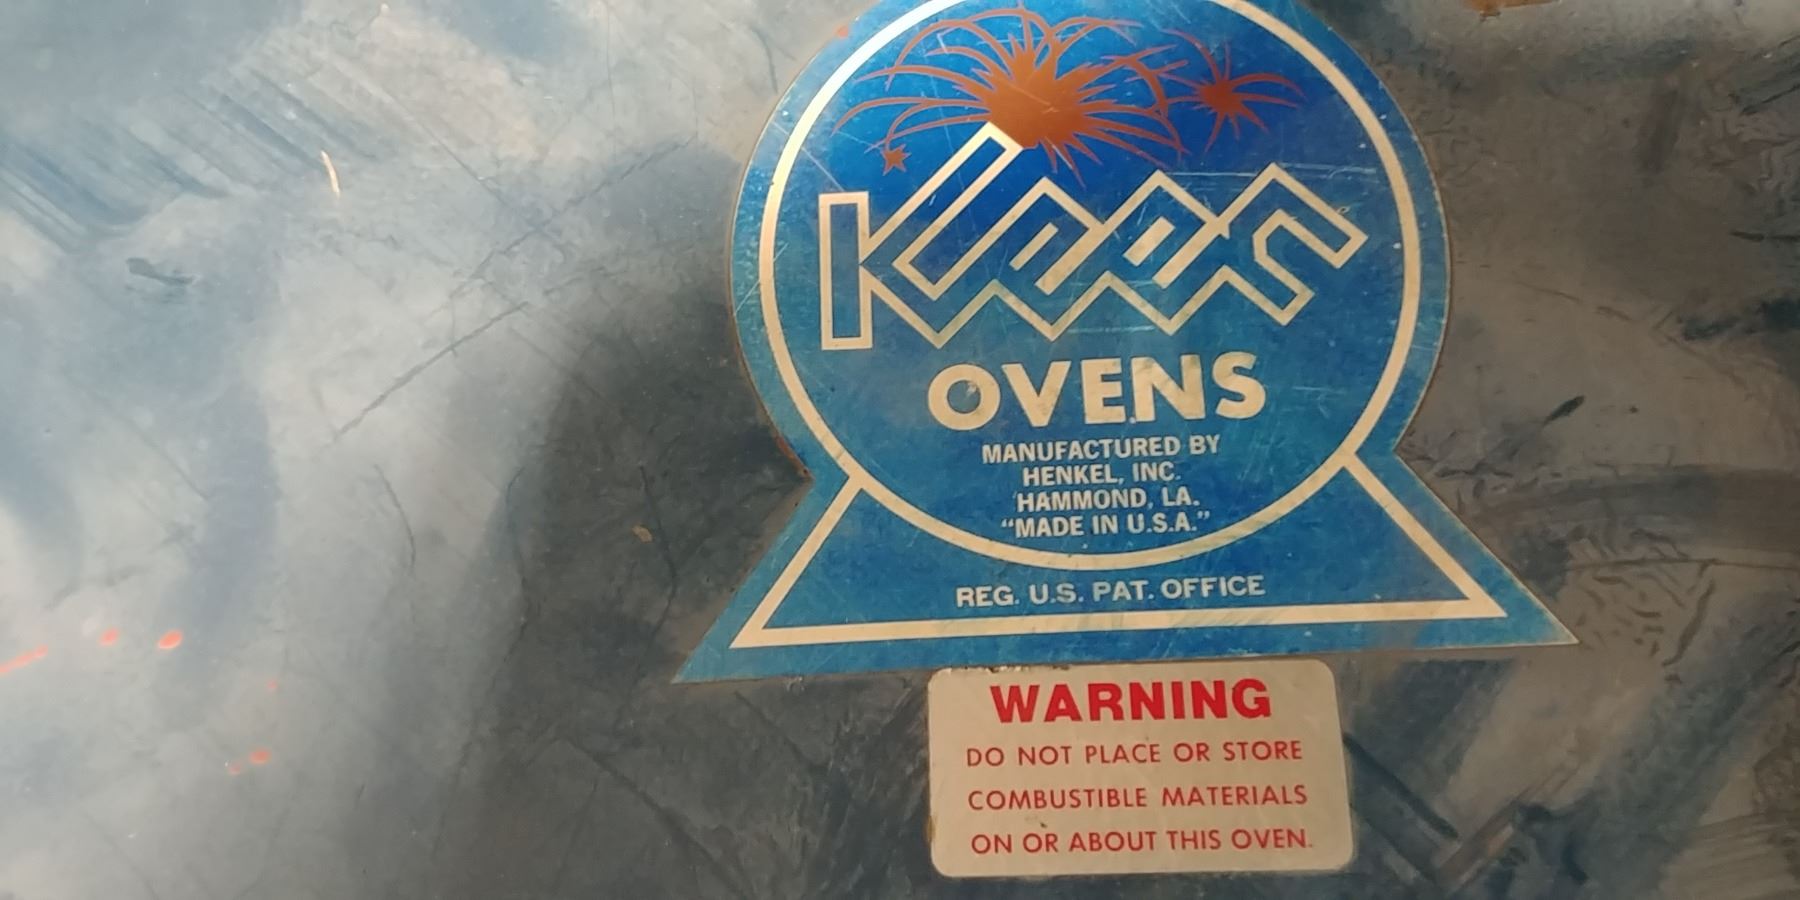 Keen
OVENS
MANUFACTURED BY
HENKEL, INC.
HAMMOND, LA.
“MADE IN U.S.A.”
REG. U.S. PAT. OFFICE
WARNING
DO NOT PLACE OR STORE
COMBUSTIBLE MATERIALS
ON OR ABOUT THIS OVEN.